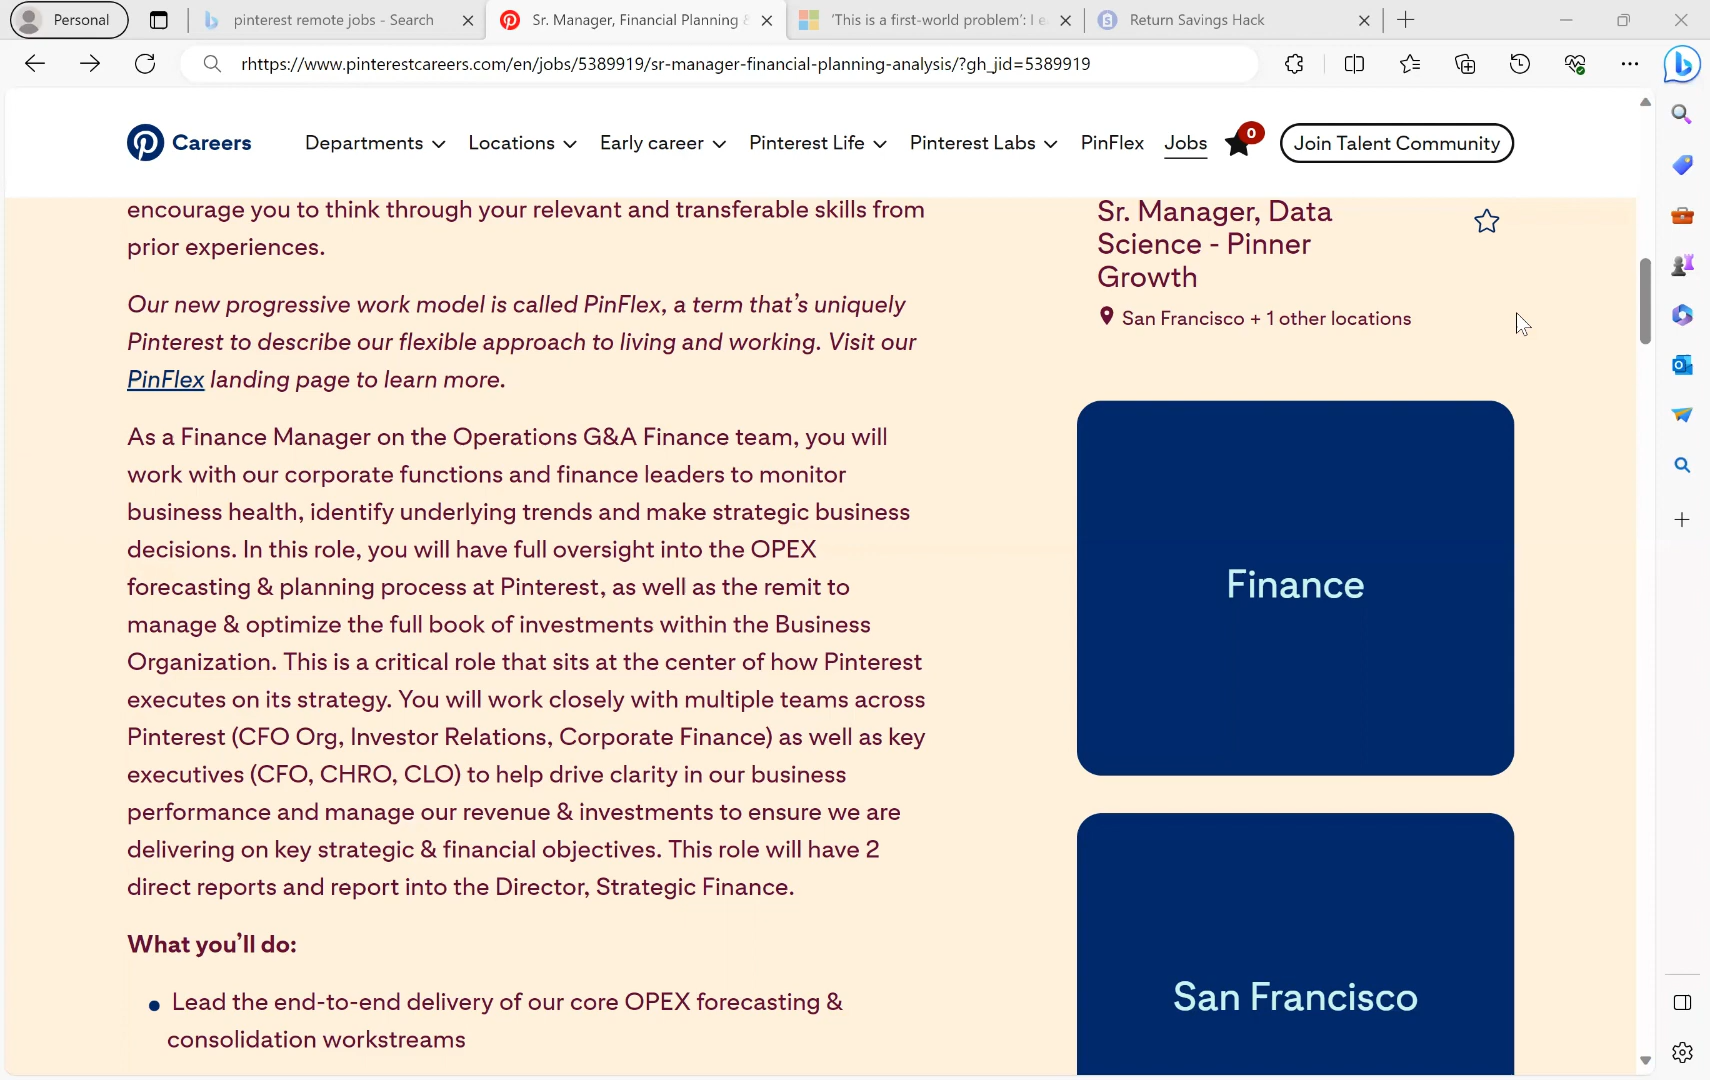 Personal
pinterest remote jobs - Search
Sr. Manager, Financial Planning &
'This is a first-world problem': I e
Return Savings Hack
rhttps://www.pinterestcareers.com/en/jobs/5389919/sr-manager-financial-planning-analysis/?gh_jid=5389919
Careers
Departments
Locations
Early career
Pinterest Life
Pinterest Labs
PinFlex
Jobs
0
Join Talent Community
encourage you to think through your relevant and transferable skills from
prior experiences.
Our new progressive work model is called PinFlex, a term that's uniquely
Pinterest to describe our flexible approach to living and working. Visit our
PinFlex landing page to learn more.
As a Finance Manager on the Operations G&A Finance team, you will
work with our corporate functions and finance leaders to monitor
business health, identify underlying trends and make strategic business
decisions. In this role, you will have full oversight into the OPEX
forecasting & planning process at Pinterest, as well as the remit to
manage & optimize the full book of investments within the Business
Organization. This is a critical role that sits at the center of how Pinterest
executes on its strategy. You will work closely with multiple teams across
Pinterest (CFO Org, Investor Relations, Corporate Finance) as well as key
executives (CFO, CHRO, CLO) to help drive clarity in our business
performance and manage our revenue & investments to ensure we are
delivering on key strategic & financial objectives. This role will have 2
direct reports and report into the Director, Strategic Finance.
What you'll do:
Lead the end-to-end delivery of our core OPEX forecasting &
consolidation workstreams
Sr. Manager, Data
Science - Pinner
Growth
San Francisco + 1 other locations
Finance
San Francisco